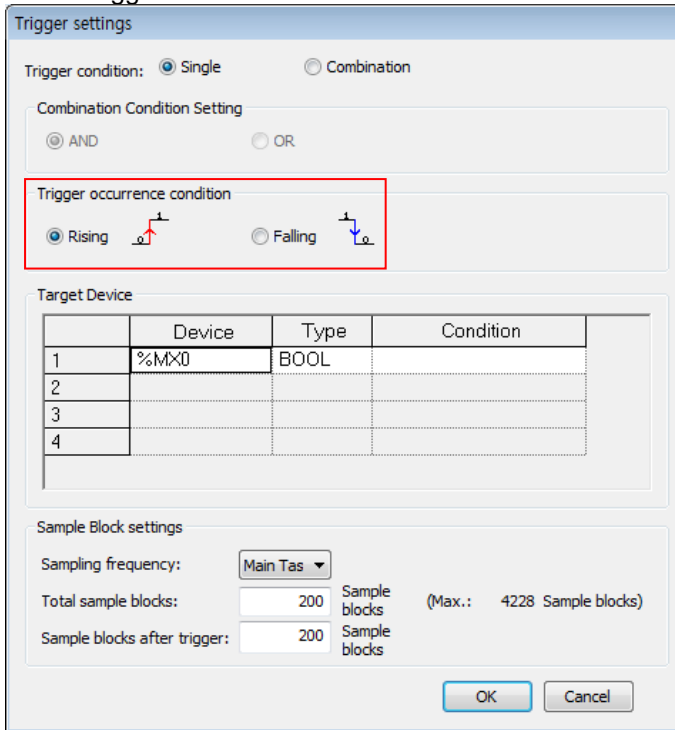 Trigger settings
Trigger condition: Single Combination
Combination Condition Setting
AND OR
Trigger occurrence condition
Rising 0 1 Falling 1 0
Target Device
Device Type Condition
1 %MX0 BOOL
2
3
4
Sample Block settings
Sampling frequency: Main Tas
Total sample blocks: 200 Sample blocks (Max.: 4228 Sample blocks)
Sample blocks after trigger: 200 Sample blocks
OK Cancel